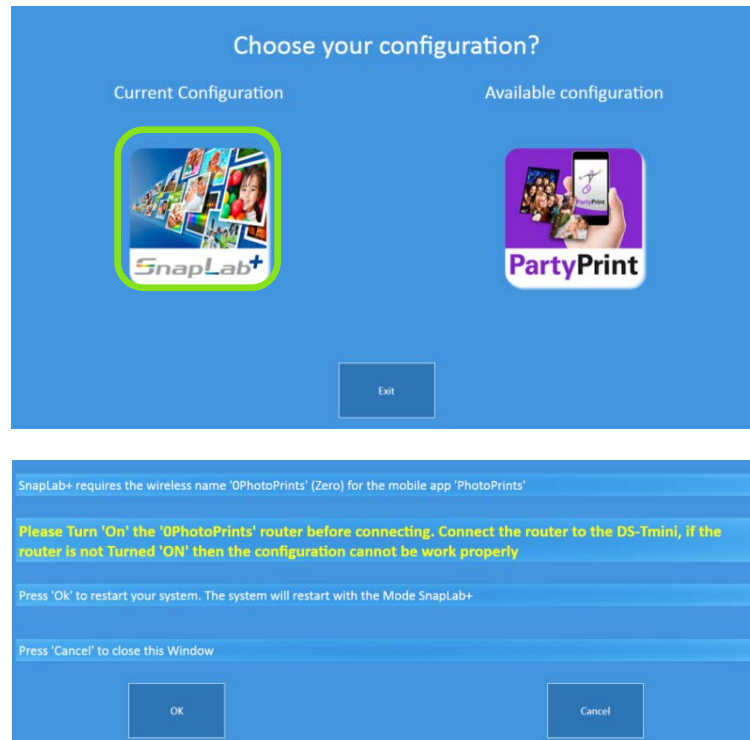 Choose your configuration?
Current Configuration
Available configuration
SnapLab+
PartyPrint
PartyPrint
Exit
SnapLab+ requires the wireless name '0PhotoPrints' (Zero) for the mobile app 'PhotoPrints'
Please Turn 'On' the '0PhotoPrints' router before connecting. Connect the router to the DS-Tmini, if the
router is not Turned 'ON' then the configuration cannot be work properly
Press 'Ok' to restart your system. The system will restart with the Mode SnapLab+
Press 'Cancel' to close this Window
OK
Cancel